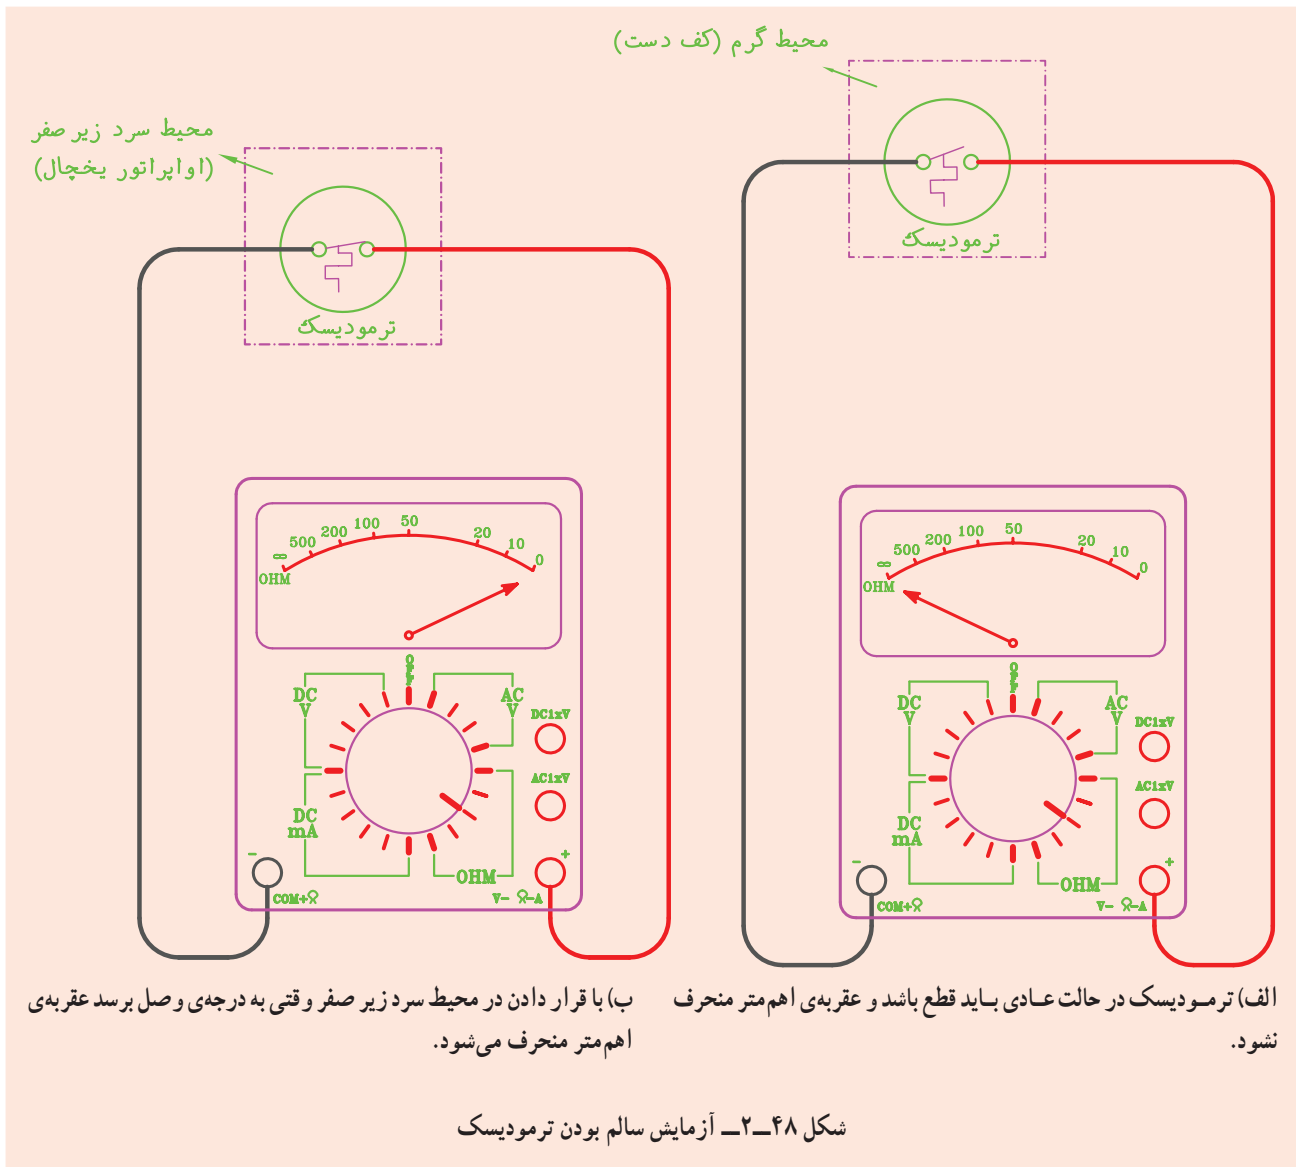 محیط گرم (کف دست)
ترمودیسک
∞
500
200
100
50
20
10
0
OHM
OFF
DC
V
AC
V
DC1xV
AC1xV
DC
mA
OHM
-
+
COM+
V- -A
الف) ترمودیسک در حالت عادی باید قطع باشد و عقربه‌ی اهم‌متر منحرف
نشود.
محیط سرد زیر صفر
(اواپراتور یخچال)
ترمودیسک
∞
500
200
100
50
20
10
0
OHM
OFF
DC
V
AC
V
DC1xV
AC1xV
DC
mA
OHM
-
+
COM+
V- -A
ب) با قرار دادن در محیط سرد زیر صفر وقتی به درجه‌ی وصل برسد عقربه‌ی
اهم‌متر منحرف می‌شود.
شکل ۴۸ــ۲ــ آزمایش سالم بودن ترمودیسک